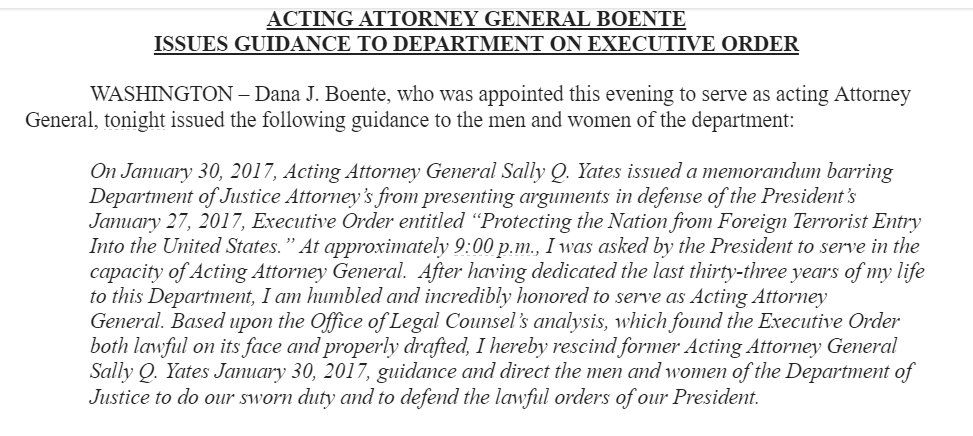 ACTING ATTORNEY GENERAL BOENTE
ISSUES GUIDANCE TO DEPARTMENT ON EXECUTIVE ORDER
WASHINGTON – Dana J. Boente, who was appointed this evening to serve as acting Attorney
General, tonight issued the following guidance to the men and women of the department:
On January 30, 2017, Acting Attorney General Sally Q. Yates issued a memorandum barring
Department of Justice Attorney’s from presenting arguments in defense of the President’s
January 27, 2017, Executive Order entitled “Protecting the Nation from Foreign Terrorist Entry
Into the United States.” At approximately 9:00 p.m., I was asked by the President to serve in the
capacity of Acting Attorney General.  After having dedicated the last thirty-three years of my life
to this Department, I am humbled and incredibly honored to serve as Acting Attorney
General. Based upon the Office of Legal Counsel’s analysis, which found the Executive Order
both lawful on its face and properly drafted, I hereby rescind former Acting Attorney General
Sally Q. Yates January 30, 2017, guidance and direct the men and women of the Department of
Justice to do our sworn duty and to defend the lawful orders of our President.